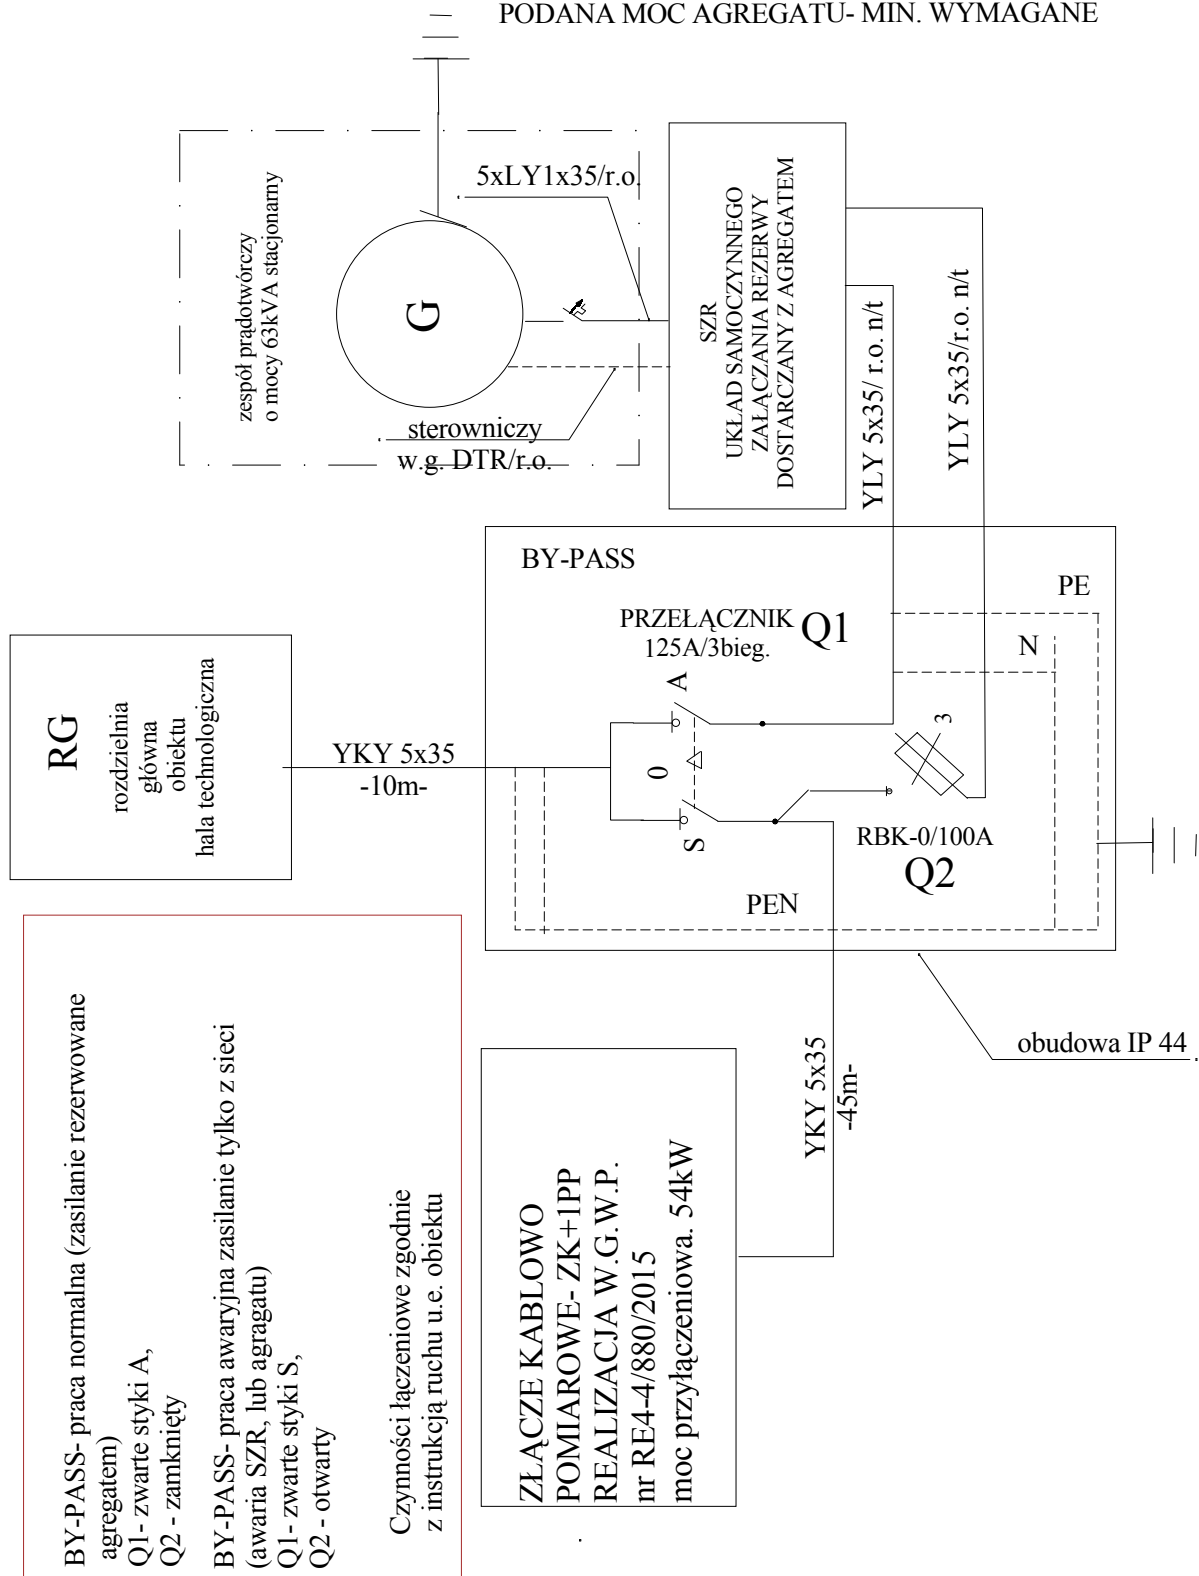 PODANA MOC AGREGATU- MIN. WYMAGANE
zespół prądotwórczy
o mocy 63kVA stacjonarny
G
5xLY1x35/r.o.
sterowniczy
w.g. DTR/r.o.
SZR
UKŁAD SAMOCZYNNEGO
ZAŁĄCZANIA REZERWY
DOSTARCZANY Z AGREGATEM
YLY 5x35/ r.o. n/t
YLY 5x35/r.o. n/t
BY-PASS
PRZEŁĄCZNIK
125A/3bieg.
Q1
PE
N
A
0
S
3
RBK-0/100A
Q2
PEN
RG
rozdzielnia
główna
obiektu
hala technologiczna
YKY 5x35
-10m-
obudowa IP 44
YKY 5x35
-45m-
BY-PASS- praca normalna (zasilanie rezerwowane
agregatem)
Q1- zwarte styki A,
Q2 - zamknięty
BY-PASS- praca awaryjna zasilanie tylko z sieci
(awaria SZR, lub agragatu)
Q1- zwarte styki S,
Q2 - otwarty
Czynności łączeniowe zgodnie
z instrukcją ruchu u.e. obiektu
ZŁĄCZE KABLOWO
POMIAROWE- ZK+1PP
REALIZACJA W.G.W.P.
nr RE4-4/880/2015
moc przyłączeniowa. 54kW